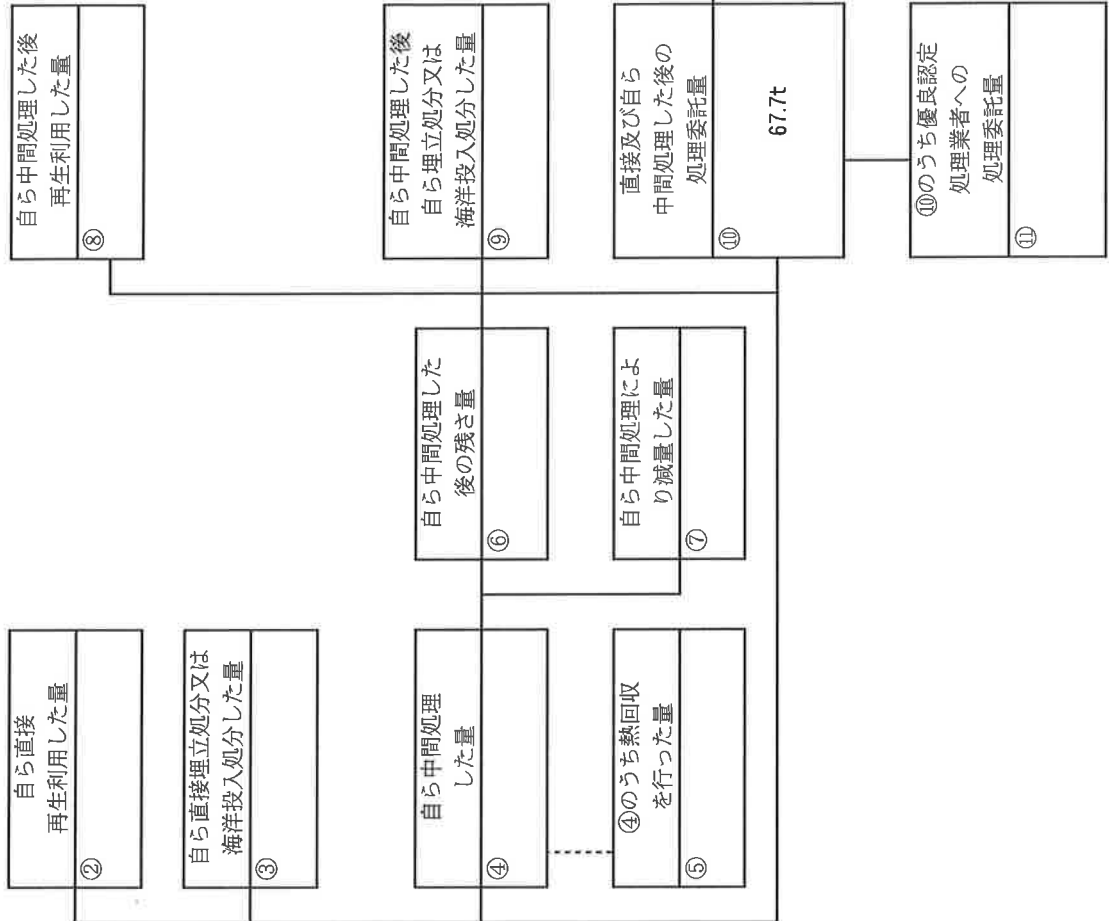 自ら直接
再生利用した量
②
自ら直接埋立処分又は
海洋投入処分した量
③
自ら中間処理
した量
④
④のうち熱回収
を行った量
⑤
自ら中間処理した
後の残さ量
⑥
自ら中間処理によ
り減量した量
⑦
自ら中間処理した後
再生利用した量
⑧
自ら中間処理した後
自ら埋立処分又は
海洋投入処分した量
⑨
直接及び自ら
中間処理した後の
処理委託量
⑩
67.7t
⑩のうち優良認定
処理業者への
処理委託量
⑪